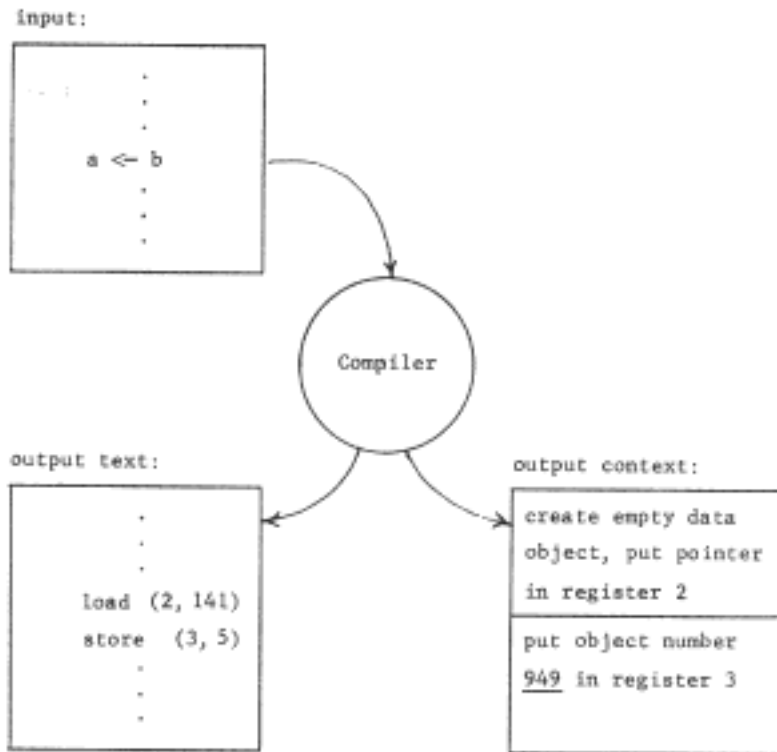 input:
a <- b
Compiler
output text:
load (2, 141)
store (3, 5)
output context:
create empty data
object, put pointer
in register 2
put object number
949 in register 3